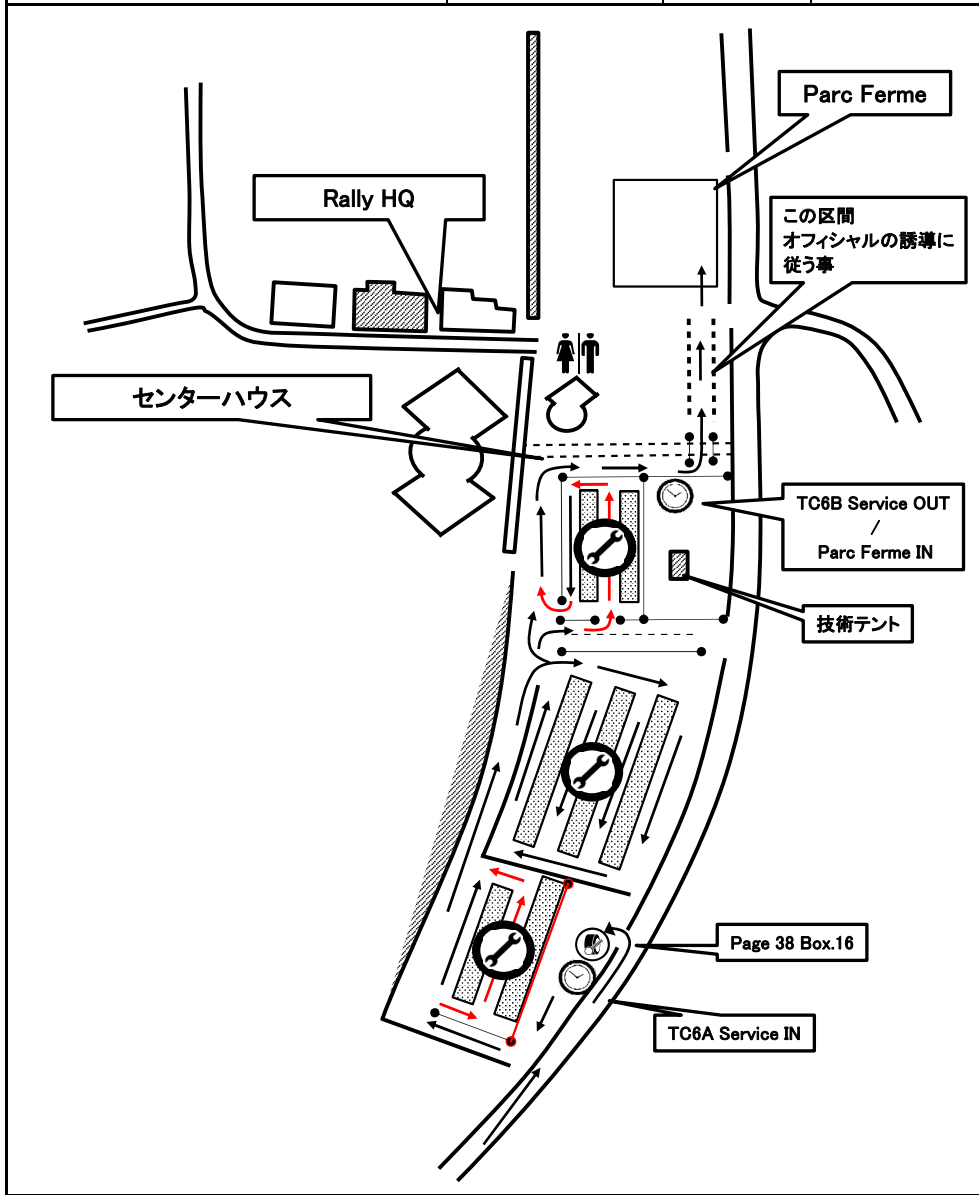 Parc Ferme
Rally HQ
この区間
オフィシャルの誘導に
従う事
センターハウス
TC6B Service OUT
/
Parc Ferme IN
技術テント
Page 38 Box.16
TC6A Service IN